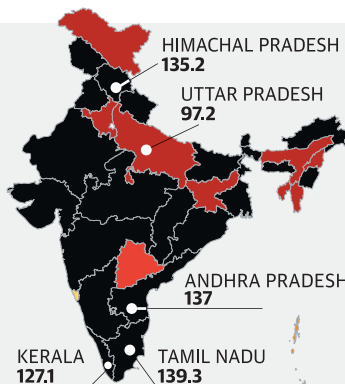 HIMACHAL PRADESH
135.2
UTTAR PRADESH
97.2
ANDHRA PRADESH
137
KERALA
127.1
TAMIL NADU
139.3